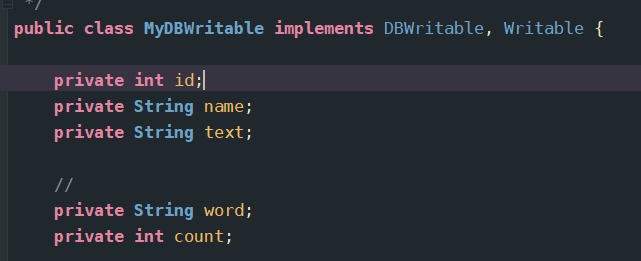 */
public class MyDBWritable implements DBWritable, Writable {
private int id;
private String name;
private String text;
//
private String word;
private int count;